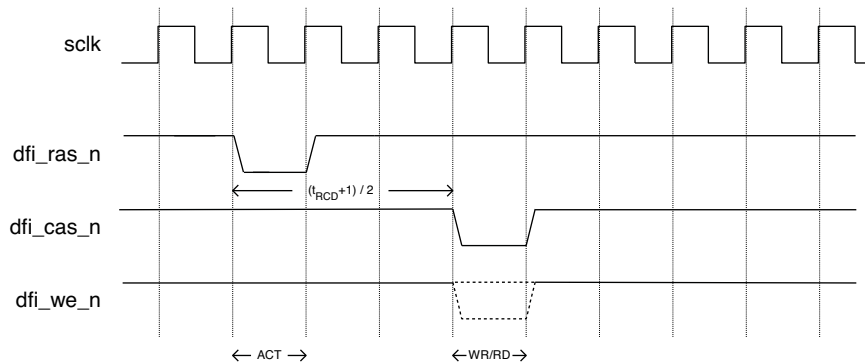 sclk
dfi_ras_n
(tRCD+1) / 2
dfi_cas_n
dfi_we_n
ACT WR/RD